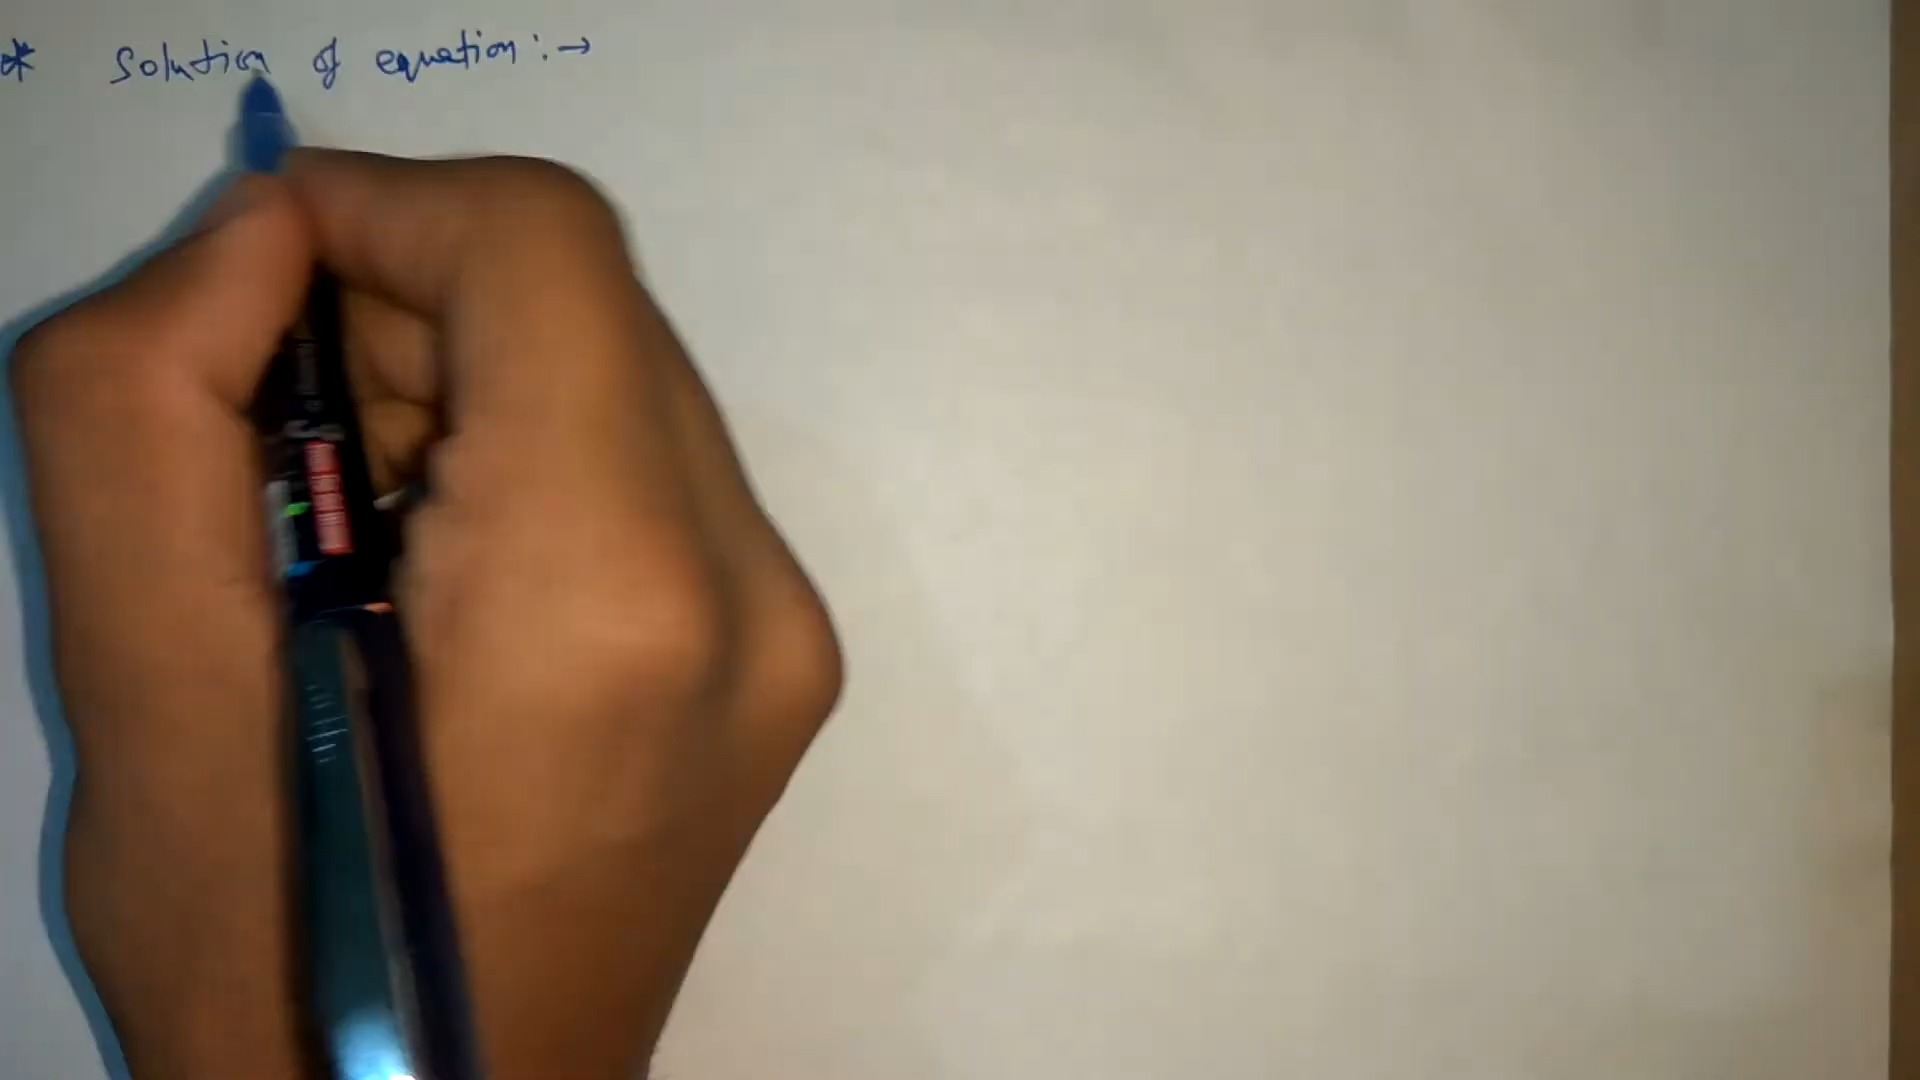 * Solution of equation :→